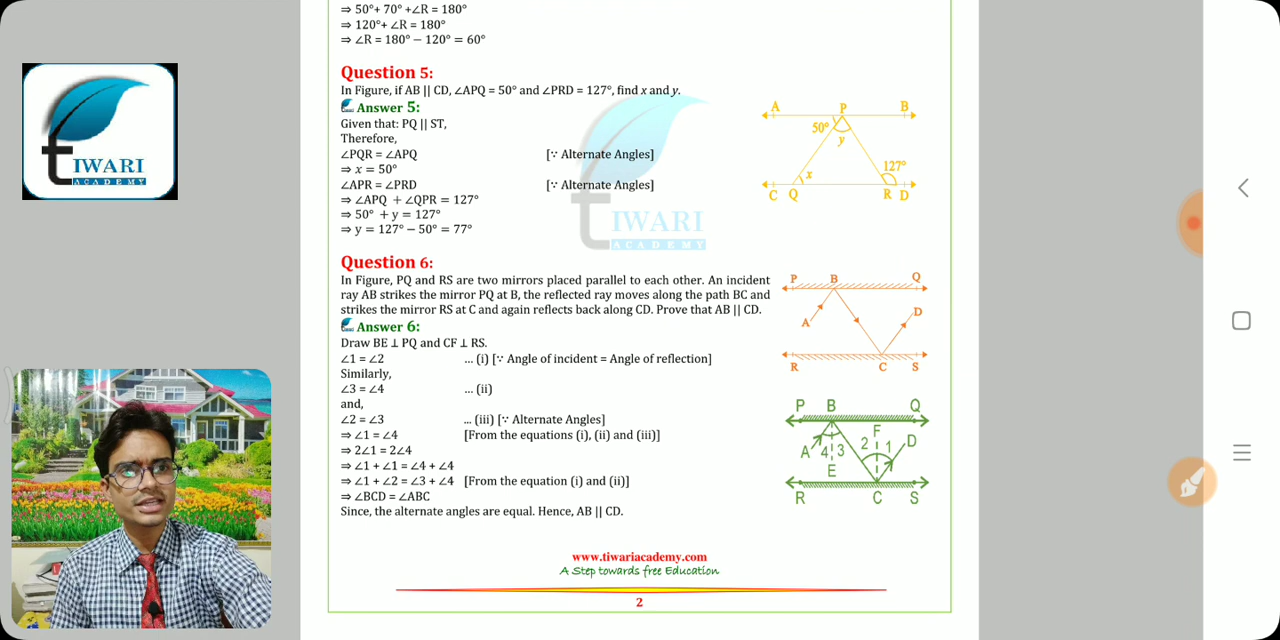 ⇒ 50°+ 70° +∠R = 180°
⇒ 120°+ ∠R = 180°
⇒ ∠R = 180° − 120° = 60°
Question 5:
In Figure, if AB || CD, ∠APQ = 50° and ∠PRD = 127°, find x and y.
Answer 5:
Given that: PQ || ST,
Therefore,
∠PQR = ∠APQ [∵ Alternate Angles]
⇒ x = 50°
∠APR = ∠PRD [∵ Alternate Angles]
⇒ ∠APQ + ∠QPR = 127°
⇒ 50° + y = 127°
⇒ y = 127° − 50° = 77°
A P B
50°
y
127°
x
C Q R D
Question 6:
In Figure, PQ and RS are two mirrors placed parallel to each other. An incident
ray AB strikes the mirror PQ at B, the reflected ray moves along the path BC and
strikes the mirror RS at C and again reflects back along CD. Prove that AB || CD.
Answer 6:
Draw BE ⊥ PQ and CF ⊥ RS.
∠1 = ∠2 ... (i) [∵ Angle of incident = Angle of reflection]
Similarly,
∠3 = ∠4 ... (ii)
and,
∠2 = ∠3 ... (iii) [∵ Alternate Angles]
⇒ ∠1 = ∠4 [From the equations (i), (ii) and (iii)]
⇒ 2∠1 = 2∠4
⇒ ∠1 + ∠1 = ∠4 + ∠4
⇒ ∠1 + ∠2 = ∠3 + ∠4 [From the equation (i) and (ii)]
⇒ ∠BCD = ∠ABC
Since, the alternate angles are equal. Hence, AB || CD.
P B Q
A D
R C S
P B Q
F
A 4 3 2 1 D
E
R C S
www.tiwariacademy.com
A Step towards free Education
2
tIWARI
ACADEMY
tIWARI
ACADEMY